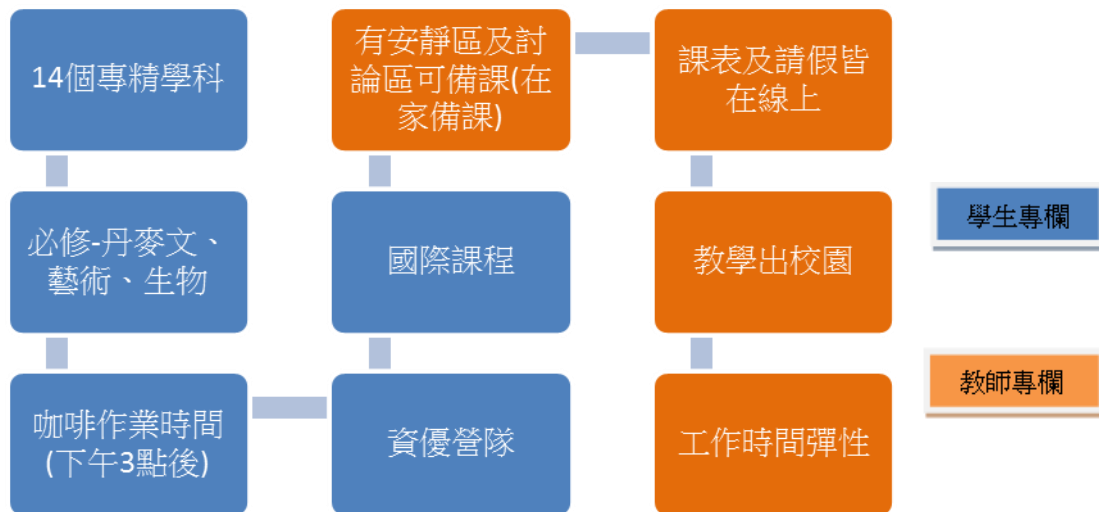 14個專精學科
必修-丹麥文、
藝術、生物
咖啡作業時間
(下午3點後)
資優營隊
國際課程
有安靜區及討
論區可備課(在
家備課)
課表及請假皆
在線上
教學出校園
工作時間彈性
學生專欄
教師專欄